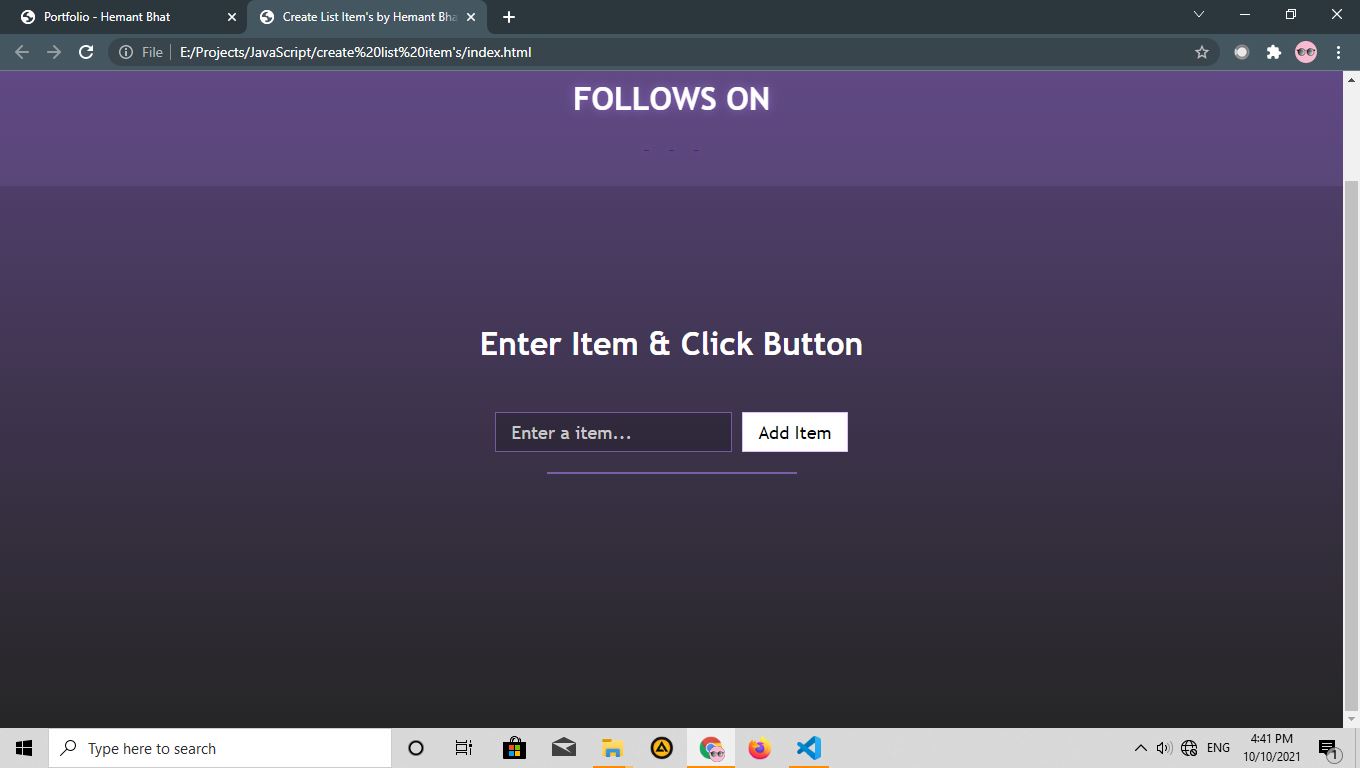 Portfolio - Hemant Bhat
Create List Item's by Hemant Bha
File
E:/Projects/JavaScript/create%20list%20item's/index.html
FOLLOWS ON
- - -
Enter Item & Click Button
Enter a item...
Add Item
Type here to search
ENG
4:41 PM
10/10/2021
1